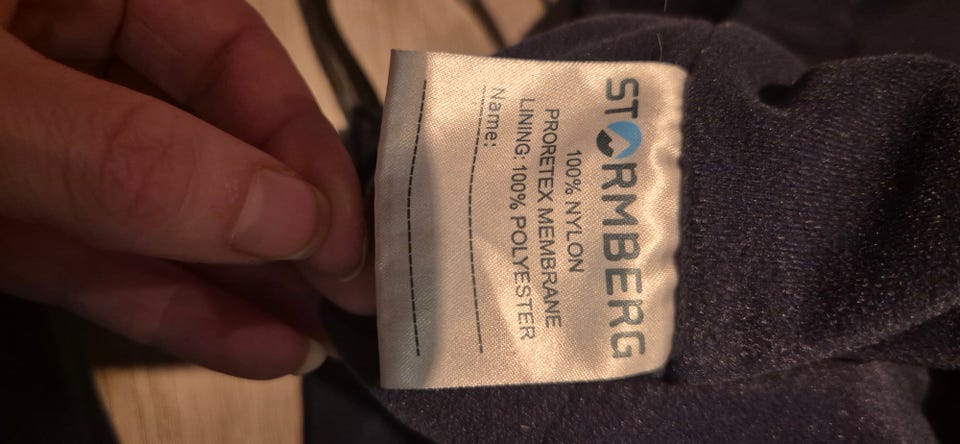 STORMBERG
100% NYLON
PRORETEX MEMBRANE
LINING: 100% POLYESTER
Name: